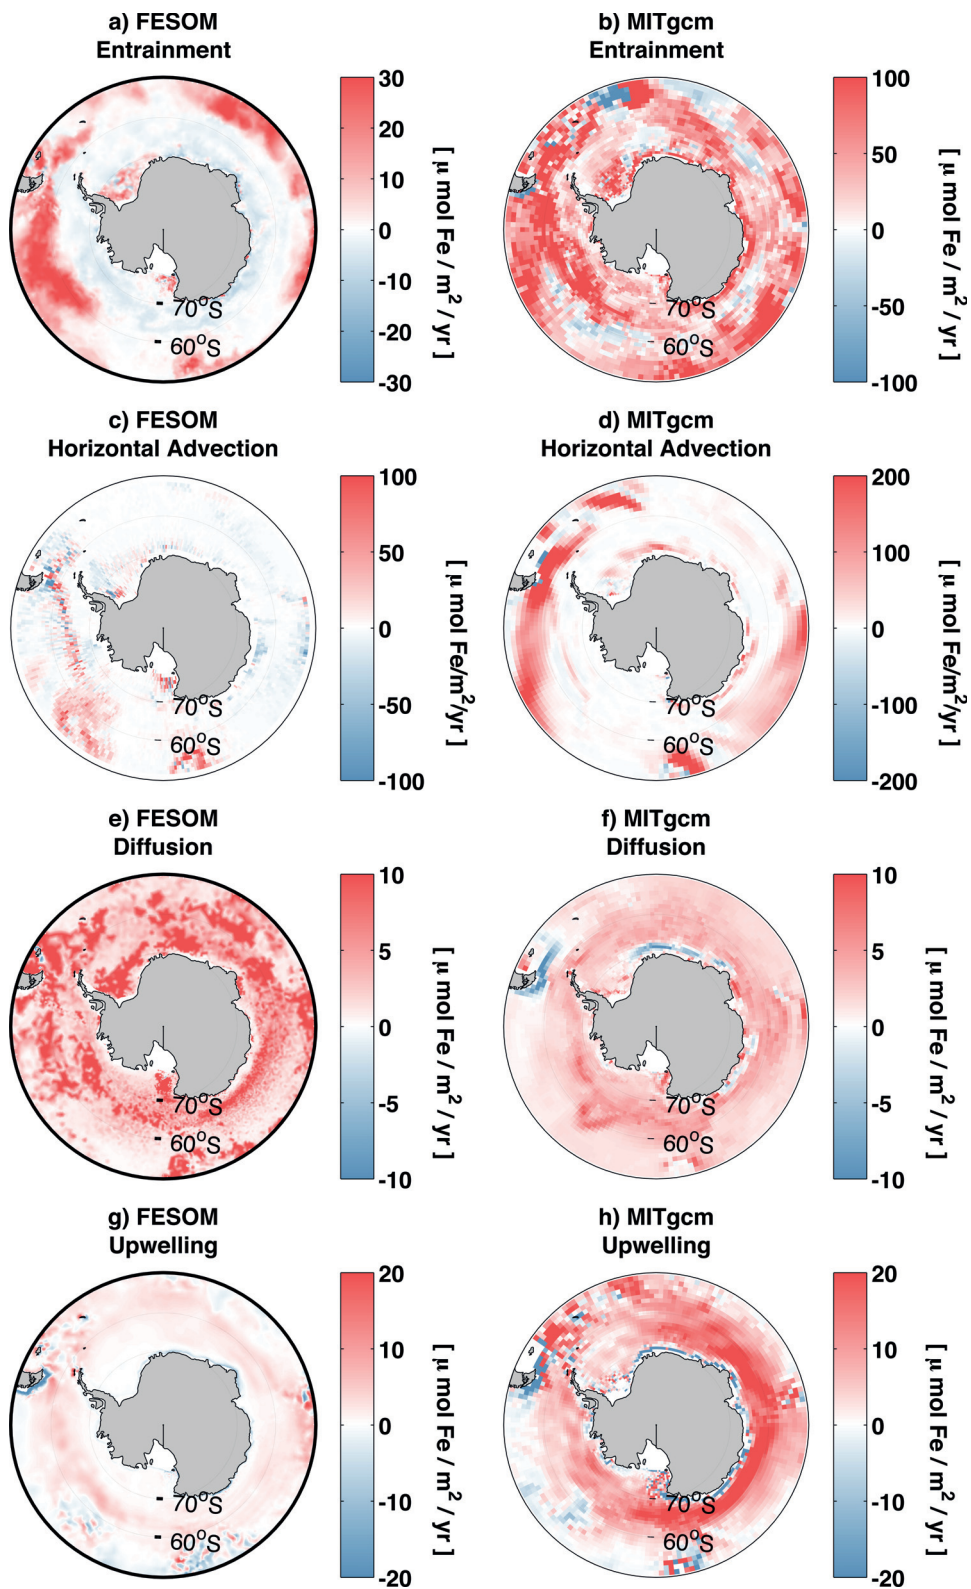 a) FESOM
Entrainment
30
20
10
0
-10
-20
-30
[ μ mol Fe / m² / yr ]
70°S
60°S
b) MITgcm
Entrainment
100
50
0
-50
-100
[ μ mol Fe / m² / yr ]
70°S
60°S
c) FESOM
Horizontal Advection
100
50
0
-50
-100
[ μ mol Fe/m²/yr ]
70°S
60°S
d) MITgcm
Horizontal Advection
200
100
0
-100
-200
[ μ mol Fe/m²/yr ]
70°S
60°S
e) FESOM
Diffusion
10
5
0
-5
-10
[ μ mol Fe / m² / yr ]
70°S
60°S
f) MITgcm
Diffusion
10
5
0
-5
-10
[ μ mol Fe / m² / yr ]
70°S
60°S
g) FESOM
Upwelling
20
10
0
-10
-20
[ μ mol Fe / m² / yr ]
70°S
60°S
h) MITgcm
Upwelling
20
10
0
-10
-20
[ μ mol Fe / m² / yr ]
70°S
60°S